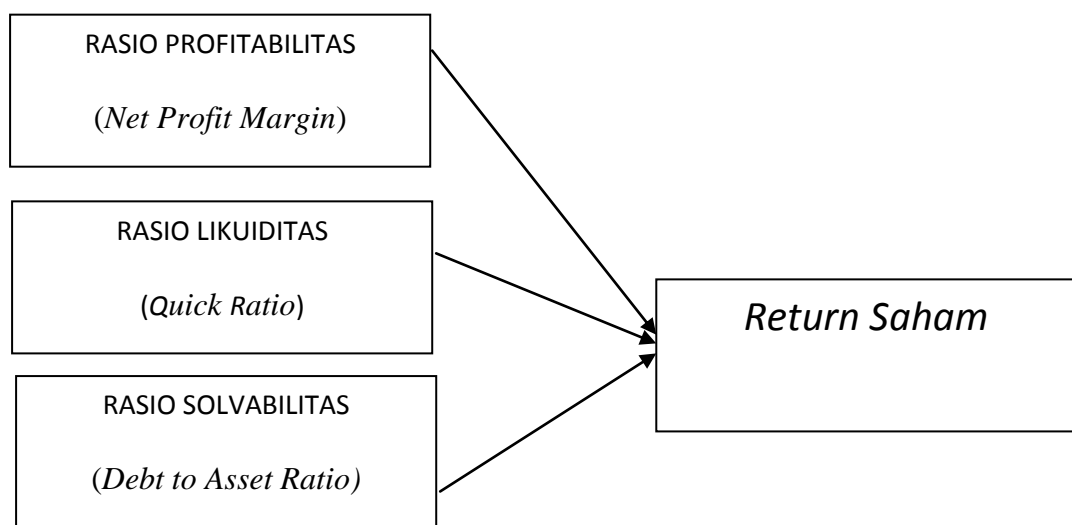 RASIO PROFITABILITAS
(Net Profit Margin)
RASIO LIKUIDITAS
(Quick Ratio)
RASIO SOLVABILITAS
(Debt to Asset Ratio)
Return Saham